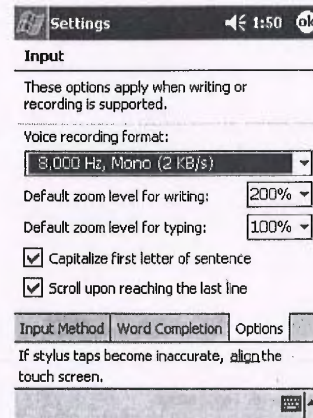 Settings 1:50 ok
Input
These options apply when writing or
recording is supported.
Voice recording format:
8,000 Hz, Mono (2 KB/s)
Default zoom level for writing: 200%
Default zoom level for typing: 100%
Capitalize first letter of sentence
Scroll upon reaching the last line
Input Method Word Completion Options
If stylus taps become inaccurate, align the
touch screen.